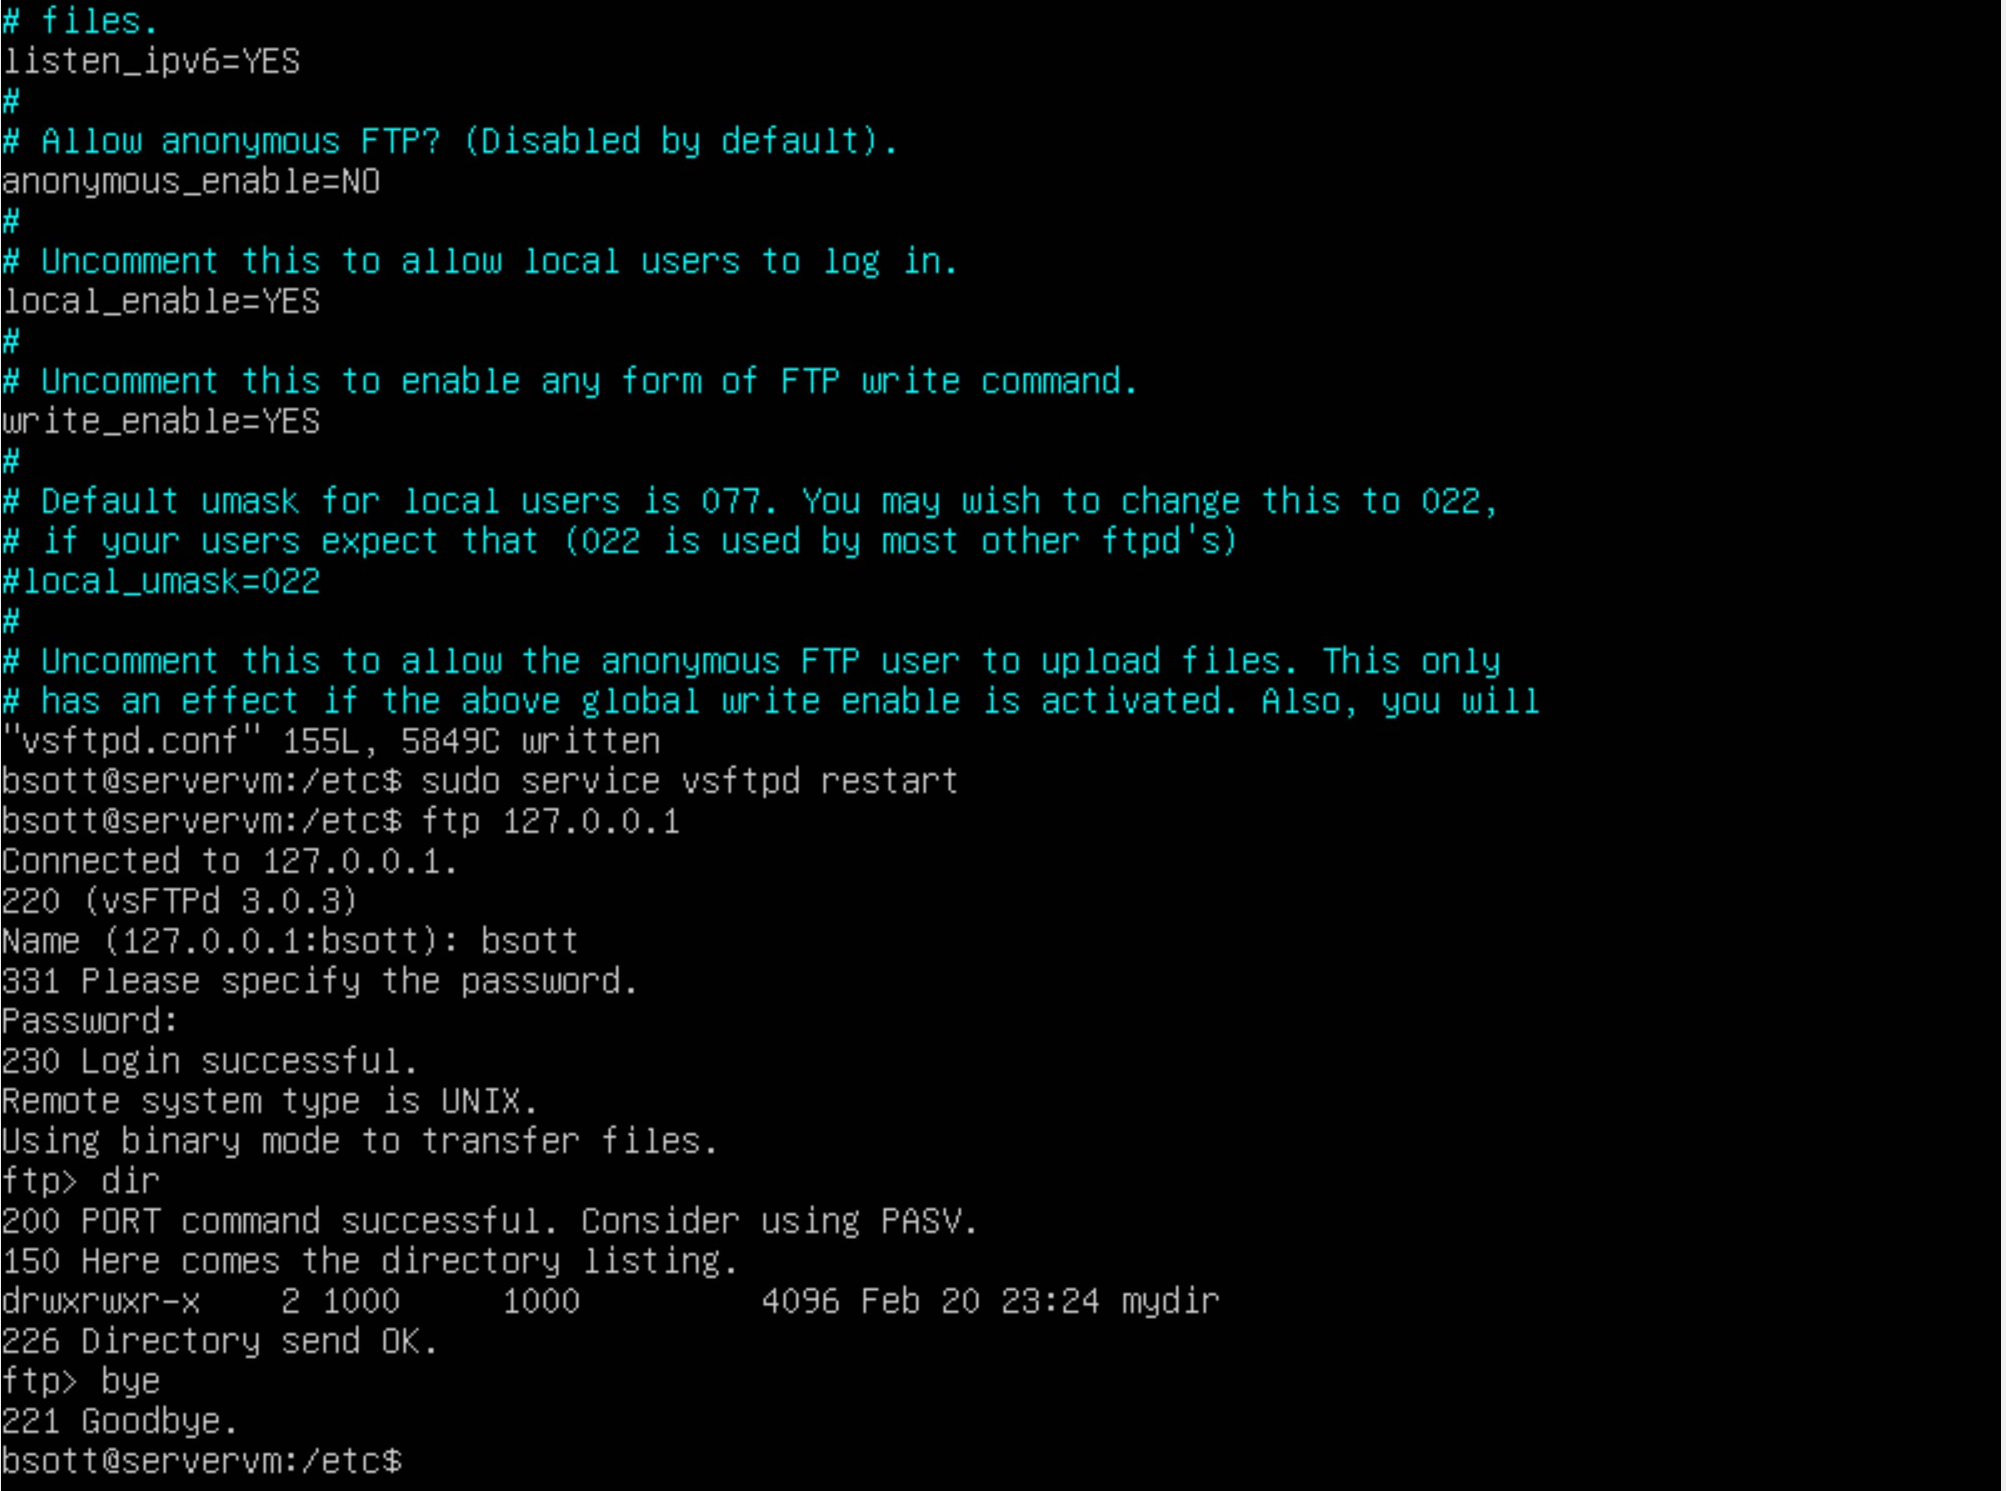 # files.
listen_ipv6=YES
#
# Allow anonymous FTP? (Disabled by default).
anonymous_enable=NO
#
# Uncomment this to allow local users to log in.
local_enable=YES
#
# Uncomment this to enable any form of FTP write command.
write_enable=YES
#
# Default umask for local users is 077. You may wish to change this to 022,
# if your users expect that (022 is used by most other ftpd's)
#local_umask=022
#
# Uncomment this to allow the anonymous FTP user to upload files. This only
# has an effect if the above global write enable is activated. Also, you will
"vsftpd.conf" 155L, 5849C written
bsott@servervm:/etc$ sudo service vsftpd restart
bsott@servervm:/etc$ ftp 127.0.0.1
Connected to 127.0.0.1.
220 (vsFTPd 3.0.3)
Name (127.0.0.1:bsott): bsott
331 Please specify the password.
Password:
230 Login successful.
Remote system type is UNIX.
Using binary mode to transfer files.
ftp> dir
200 PORT command successful. Consider using PASV.
150 Here comes the directory listing.
drwxrwxr-x    2 1000     1000         4096 Feb 20 23:24 mydir
226 Directory send OK.
ftp> bye
221 Goodbye.
bsott@servervm:/etc$